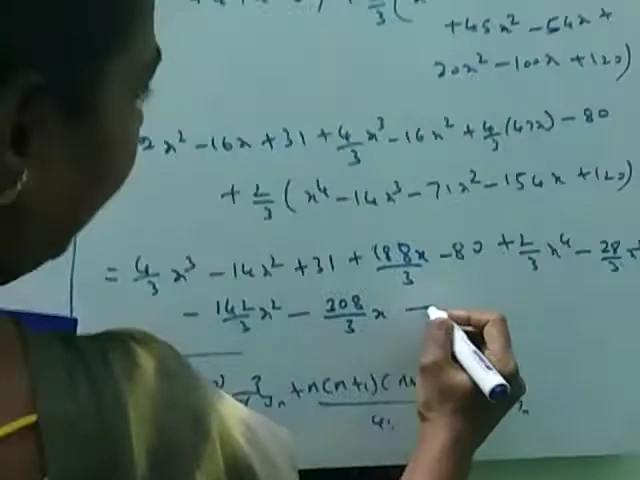 +45x² - 54x +
20x² - 100x + 120)
2x² - 16x + 31 + 4/3 x³ - 16x² + 4/3 (47x) - 80
+ 2/3 (x⁴ - 14x³ - 71x² - 154x + 120)
= 4/3 x³ - 14x² + 31 + 188x/3 - 80 + 2/3 x⁴ - 28/3
- 142/3 x² - 308/3 x -
+ n(n+1)(